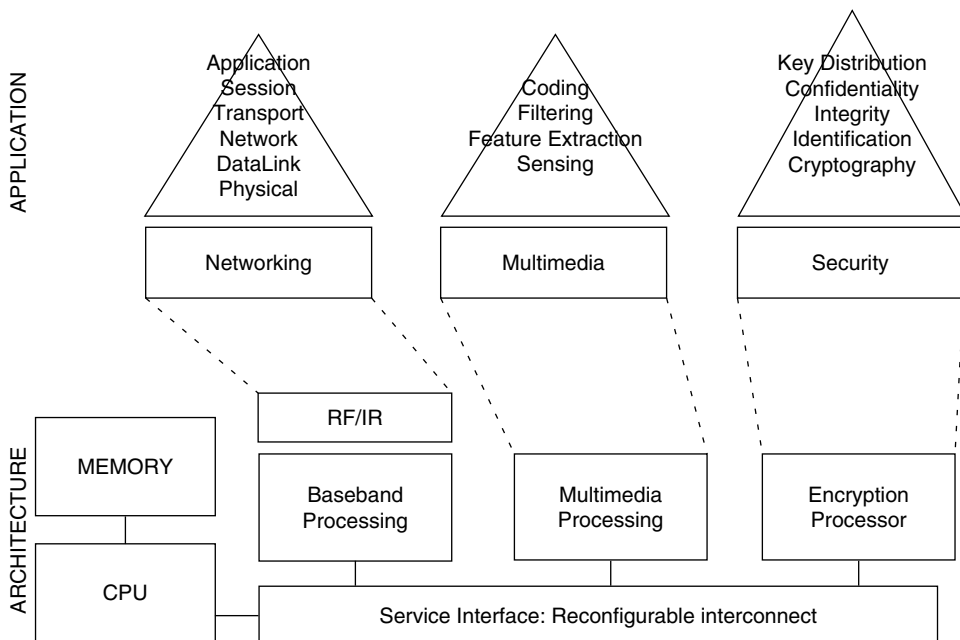 APPLICATION
Application
Session
Transport
Network
DataLink
Physical
Networking
Coding
Filtering
Feature Extraction
Sensing
Multimedia
Key Distribution
Confidentiality
Integrity
Identification
Cryptography
Security
ARCHITECTURE
MEMORY
CPU
RF/IR
Baseband
Processing
Multimedia
Processing
Encryption
Processor
Service Interface: Reconfigurable interconnect